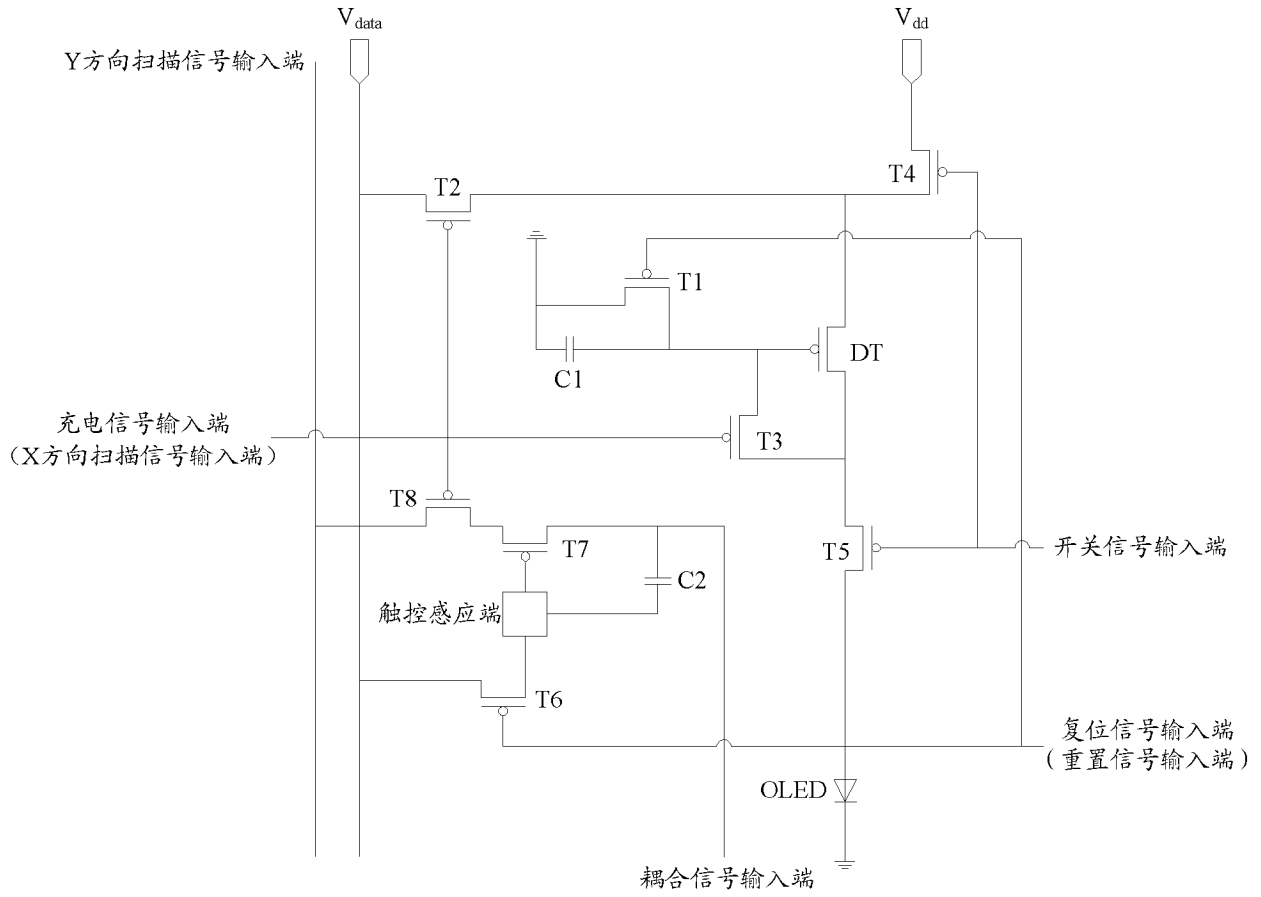 Vdata
Vdd
Y方向扫描信号输入端
T4
T2
T1
DT
C1
充电信号输入端
(X方向扫描信号输入端)
T3
T8
T7
T5
开关信号输入端
C2
触控感应端
T6
复位信号输入端
(重置信号输入端)
OLED
耦合信号输入端